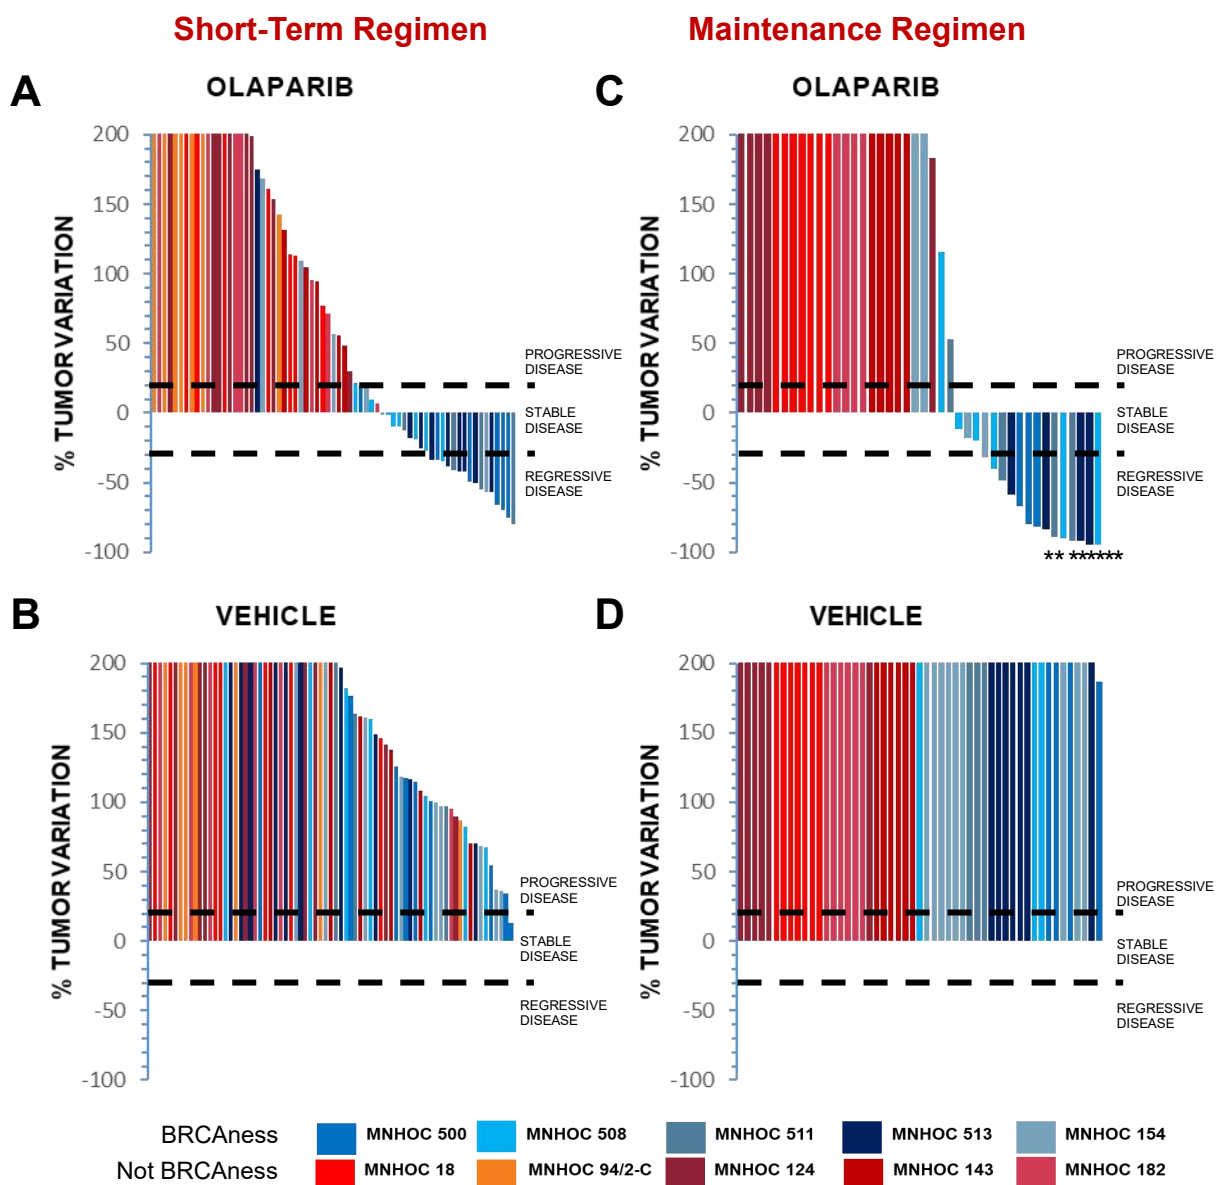 Short-Term Regimen
Maintenance Regimen
A
OLAPARIB
% TUMOR VARIATION
200
150
100
50
0
-50
-100
PROGRESSIVE
DISEASE
STABLE
DISEASE
REGRESSIVE
DISEASE
C
OLAPARIB
% TUMOR VARIATION
200
150
100
50
0
-50
-100
PROGRESSIVE
DISEASE
STABLE
DISEASE
REGRESSIVE
DISEASE
** ******
B
VEHICLE
% TUMOR VARIATION
200
150
100
50
0
-50
-100
PROGRESSIVE
DISEASE
STABLE
DISEASE
REGRESSIVE
DISEASE
D
VEHICLE
% TUMOR VARIATION
200
150
100
50
0
-50
-100
PROGRESSIVE
DISEASE
STABLE
DISEASE
REGRESSIVE
DISEASE
BRCAness MNHOC 500 MNHOC 508 MNHOC 511 MNHOC 513 MNHOC 154
Not BRCAness MNHOC 18 MNHOC 94/2-C MNHOC 124 MNHOC 143 MNHOC 182